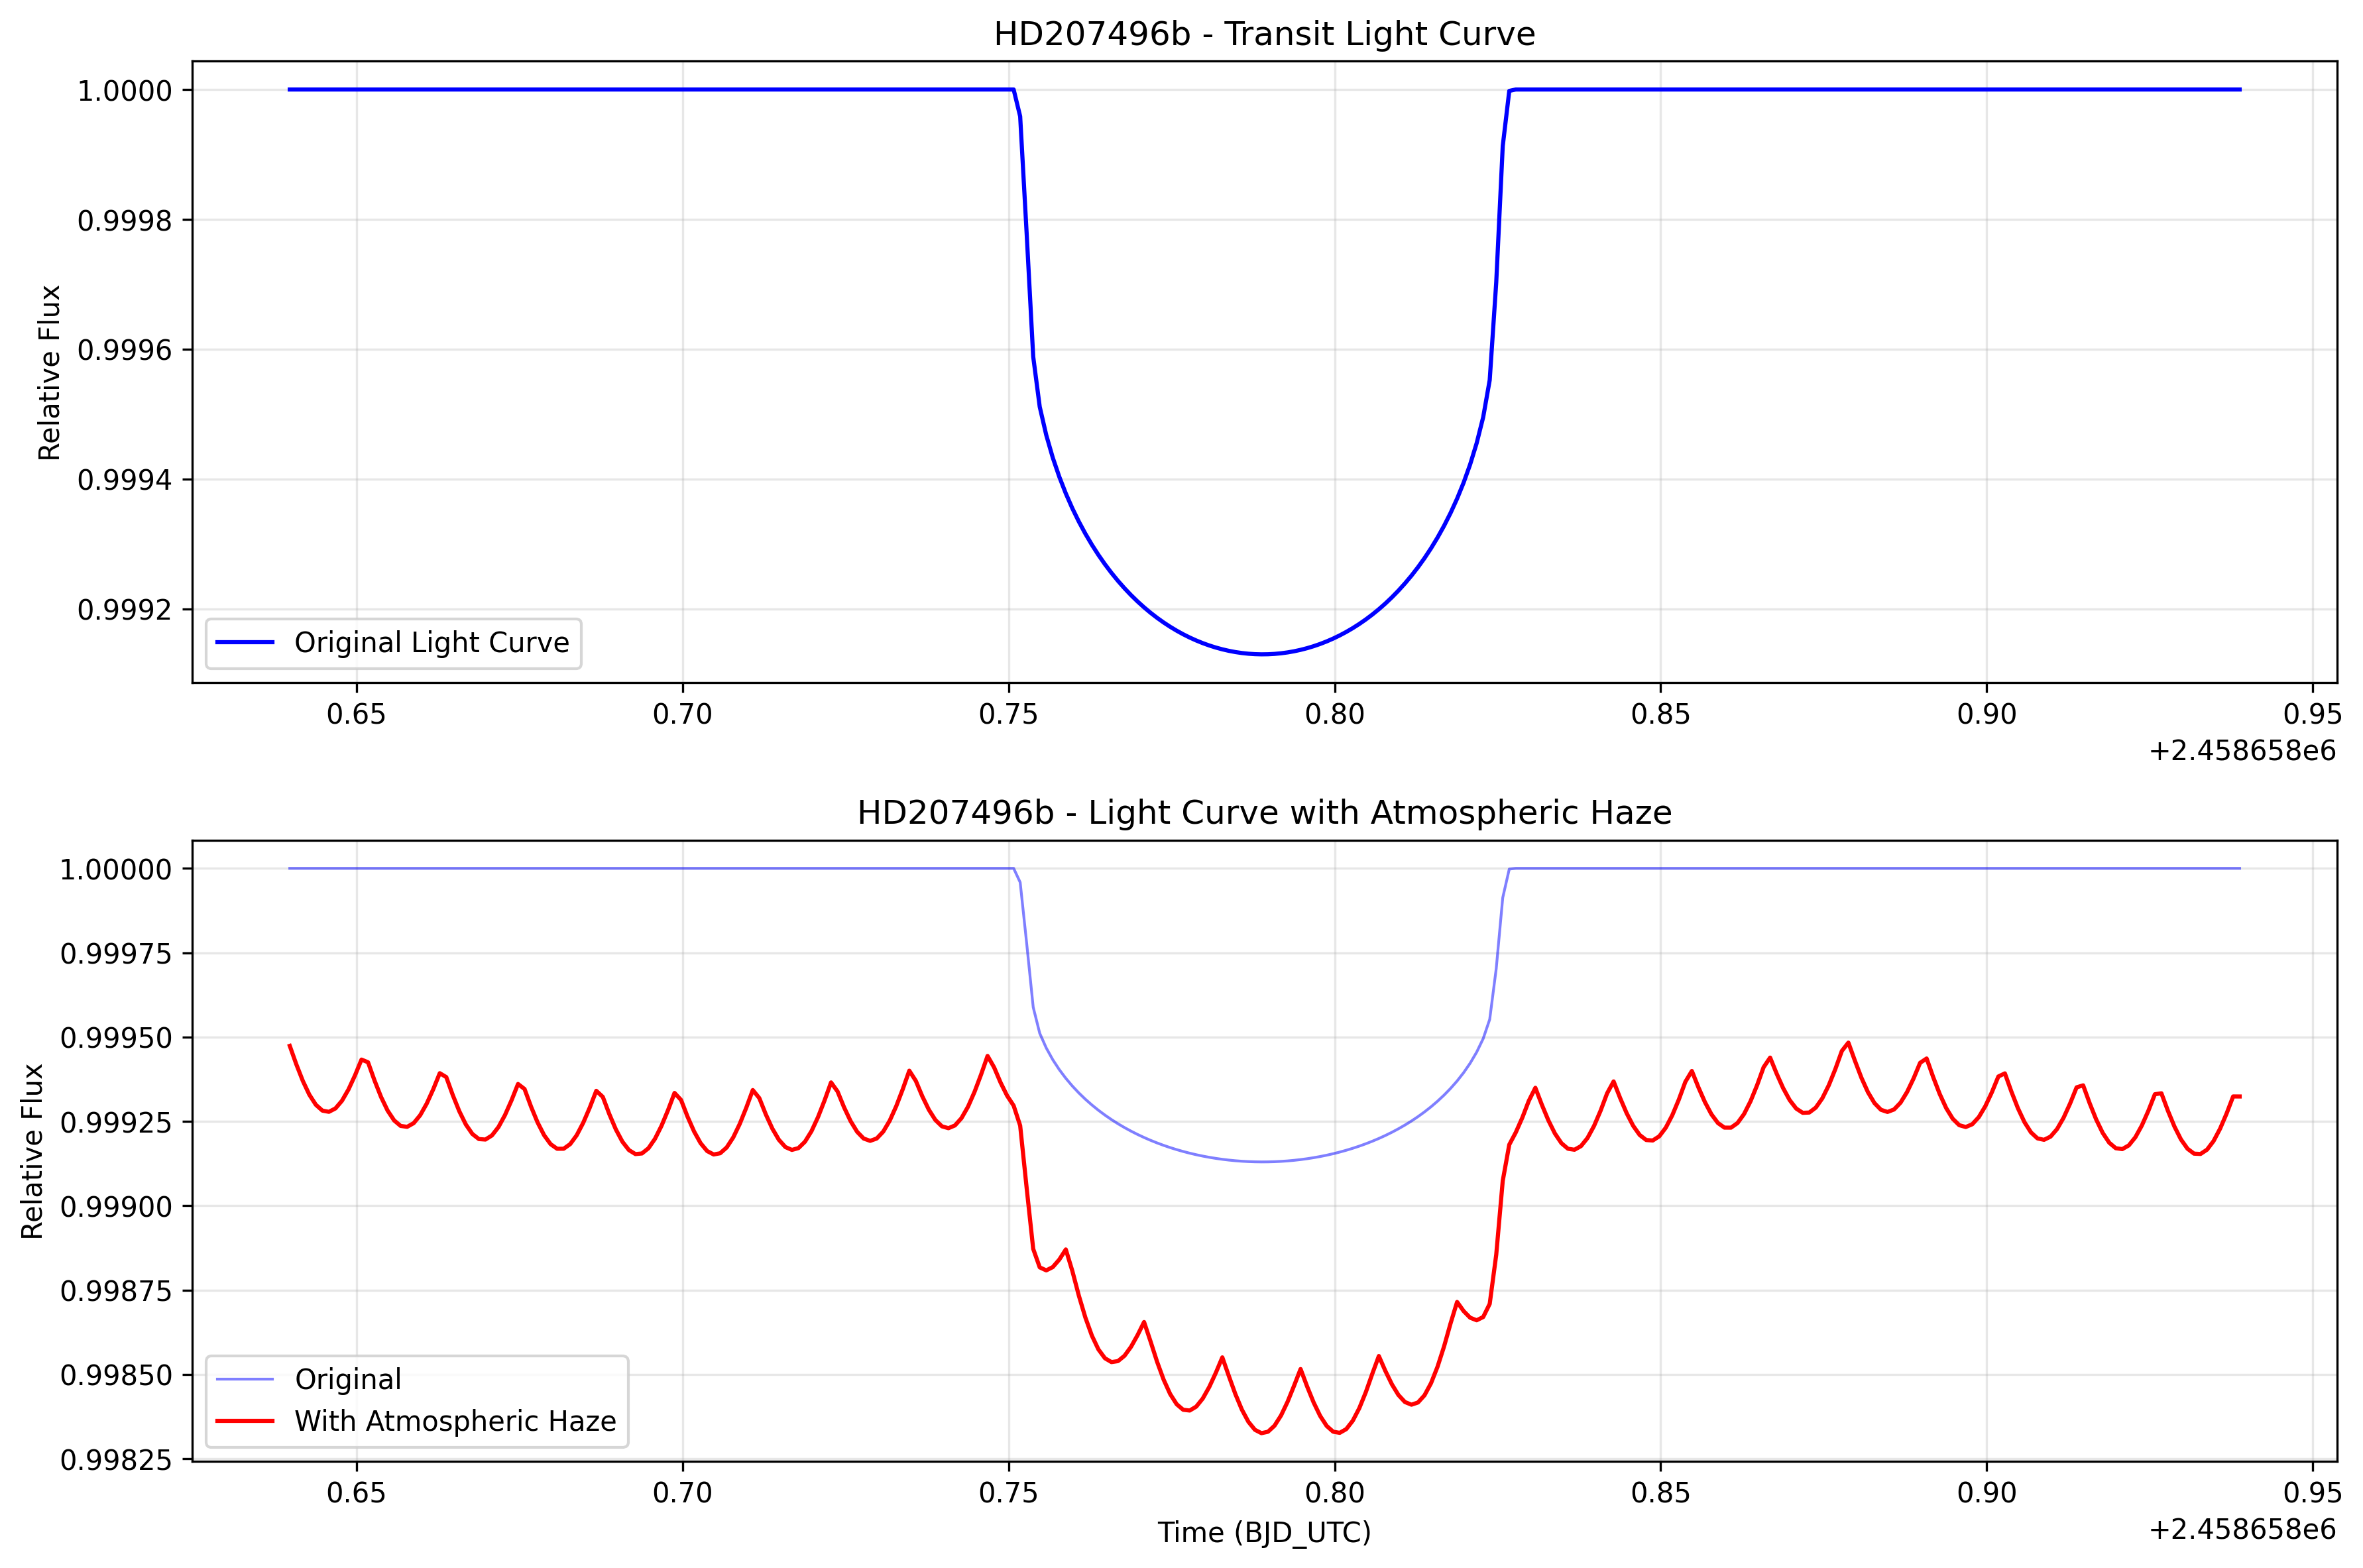 HD207496b - Transit Light Curve
Relative Flux
1.0000
0.9998
0.9996
0.9994
0.9992
Original Light Curve
0.65 0.70 0.75 0.80 0.85 0.90 0.95
+2.458658e6
HD207496b - Light Curve with Atmospheric Haze
Relative Flux
1.00000
0.99975
0.99950
0.99925
0.99900
0.99875
0.99850
0.99825
Original
With Atmospheric Haze
0.65 0.70 0.75 0.80 0.85 0.90 0.95
Time (BJD_UTC)
+2.458658e6